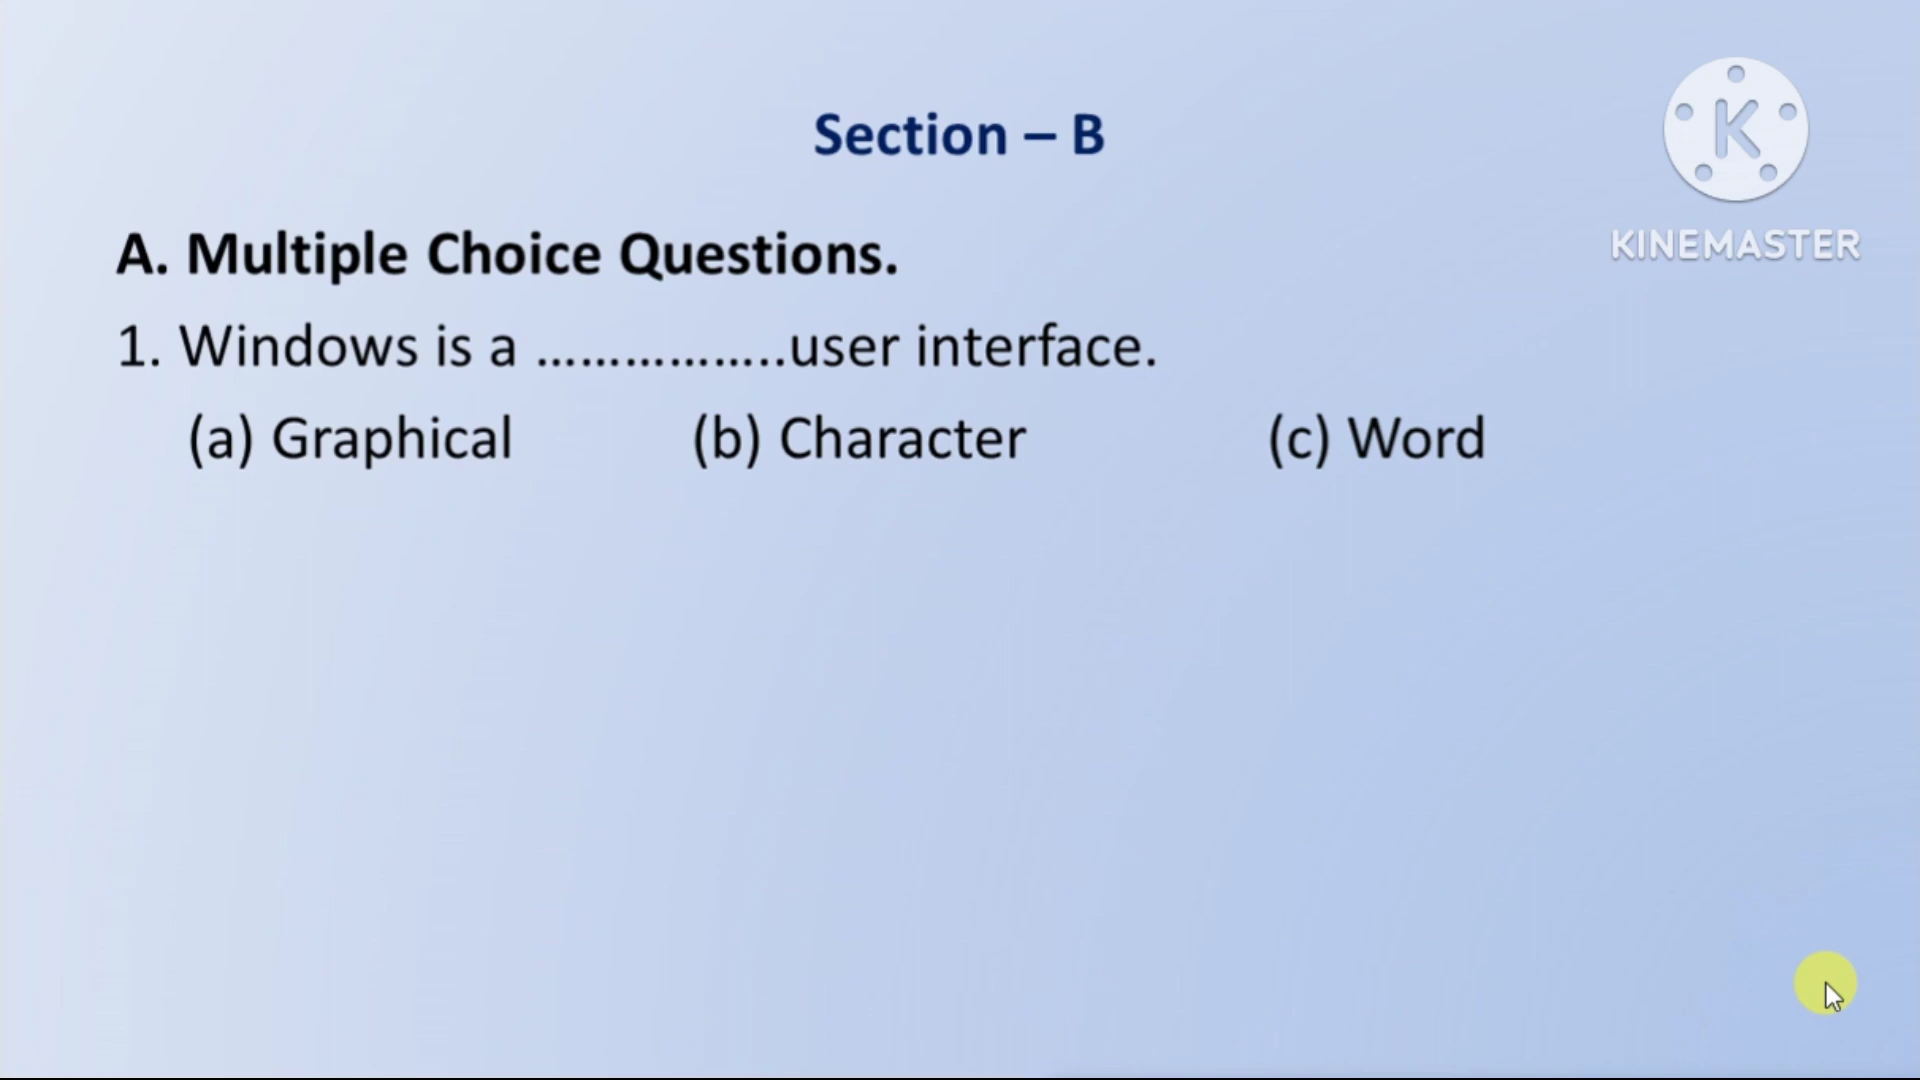 Section – B
K
KINEMASTER
A. Multiple Choice Questions.
1. Windows is a ……………..user interface.
(a) Graphical (b) Character (c) Word